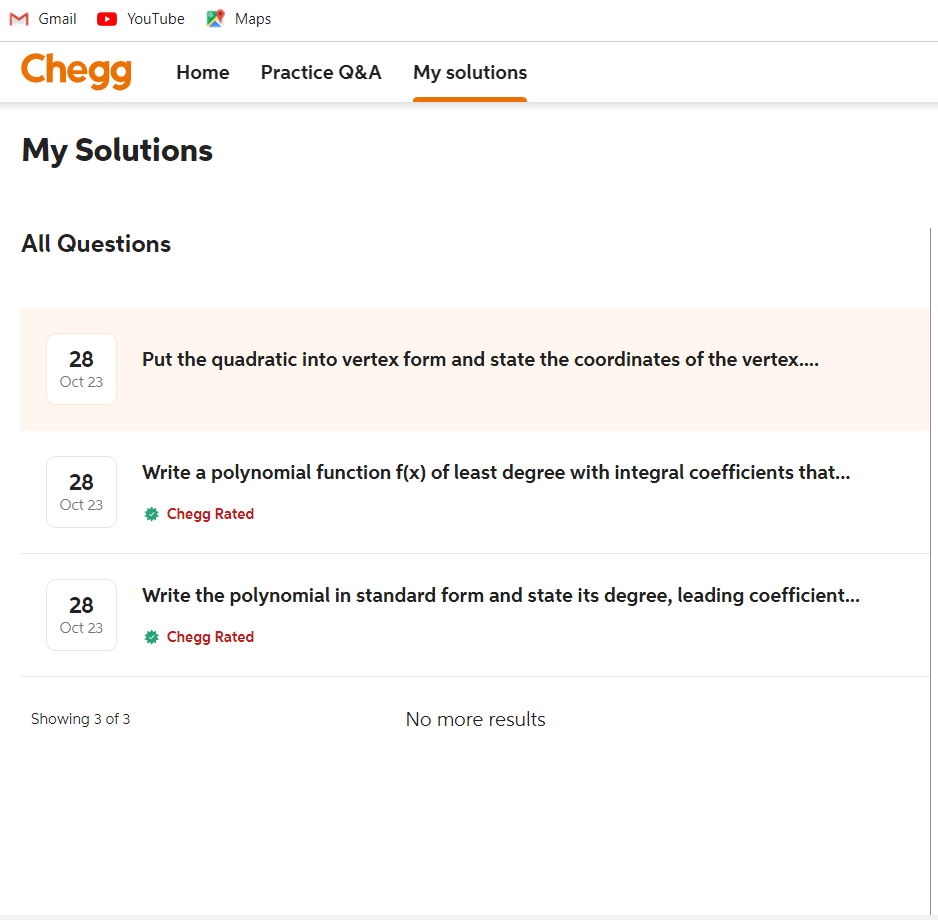 Gmail YouTube Maps
Chegg Home Practice Q&A My solutions
My Solutions
All Questions
28
Oct 23
Put the quadratic into vertex form and state the coordinates of the vertex....
28
Oct 23
Write a polynomial function f(x) of least degree with integral coefficients that...
Chegg Rated
28
Oct 23
Write the polynomial in standard form and state its degree, leading coefficient...
Chegg Rated
Showing 3 of 3 No more results